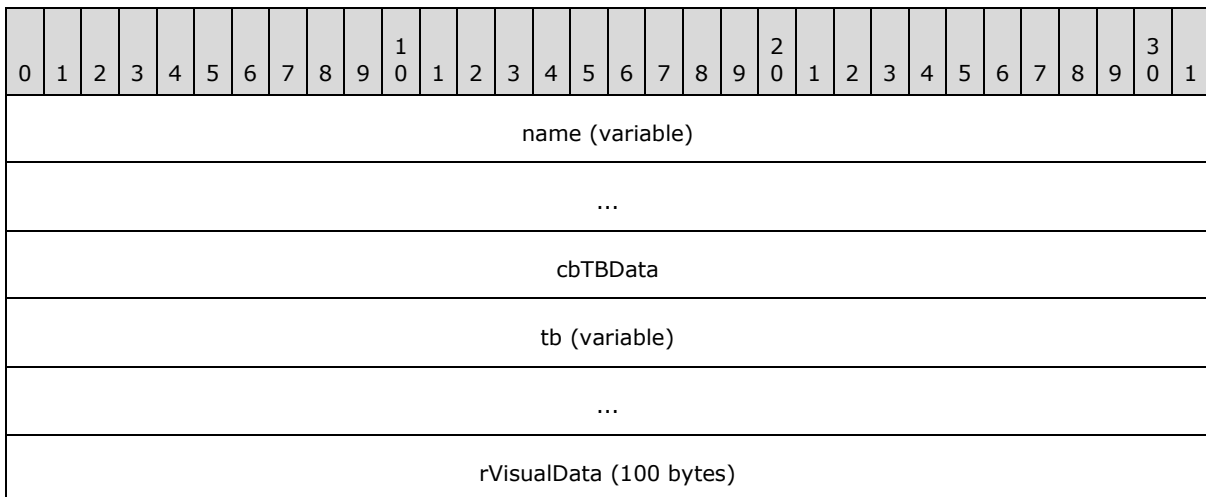 1 2 3
0 1 2 3 4 5 6 7 8 9 0 1 2 3 4 5 6 7 8 9 0 1 2 3 4 5 6 7 8 9 0 1
name (variable)
...
cbTBData
tb (variable)
...
rVisualData (100 bytes)